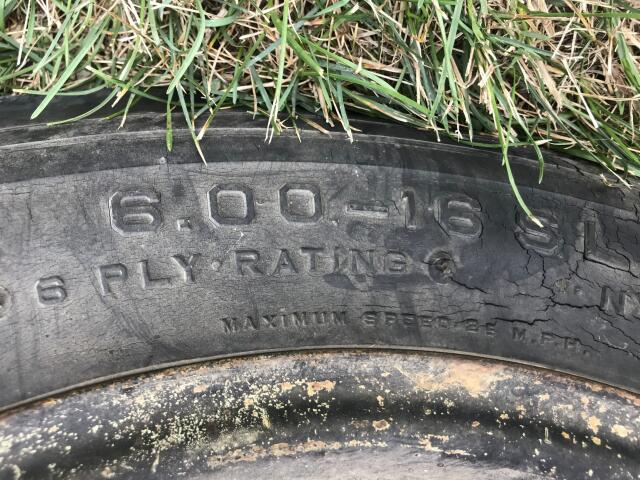 6.00-16 SL
6 PLY RATING
MAXIMUM SPEED 25 M.P.H.